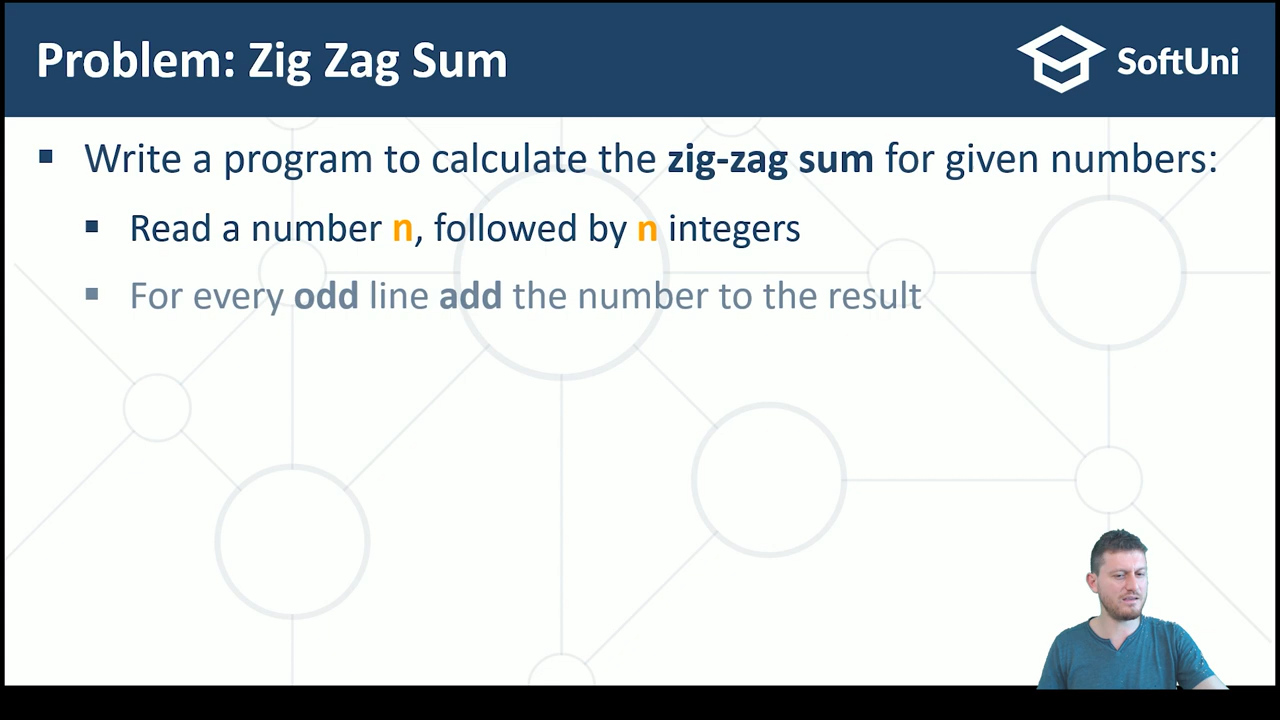 Problem: Zig Zag Sum
SoftUni
Write a program to calculate the zig-zag sum for given numbers:
Read a number n, followed by n integers
For every odd line add the number to the result